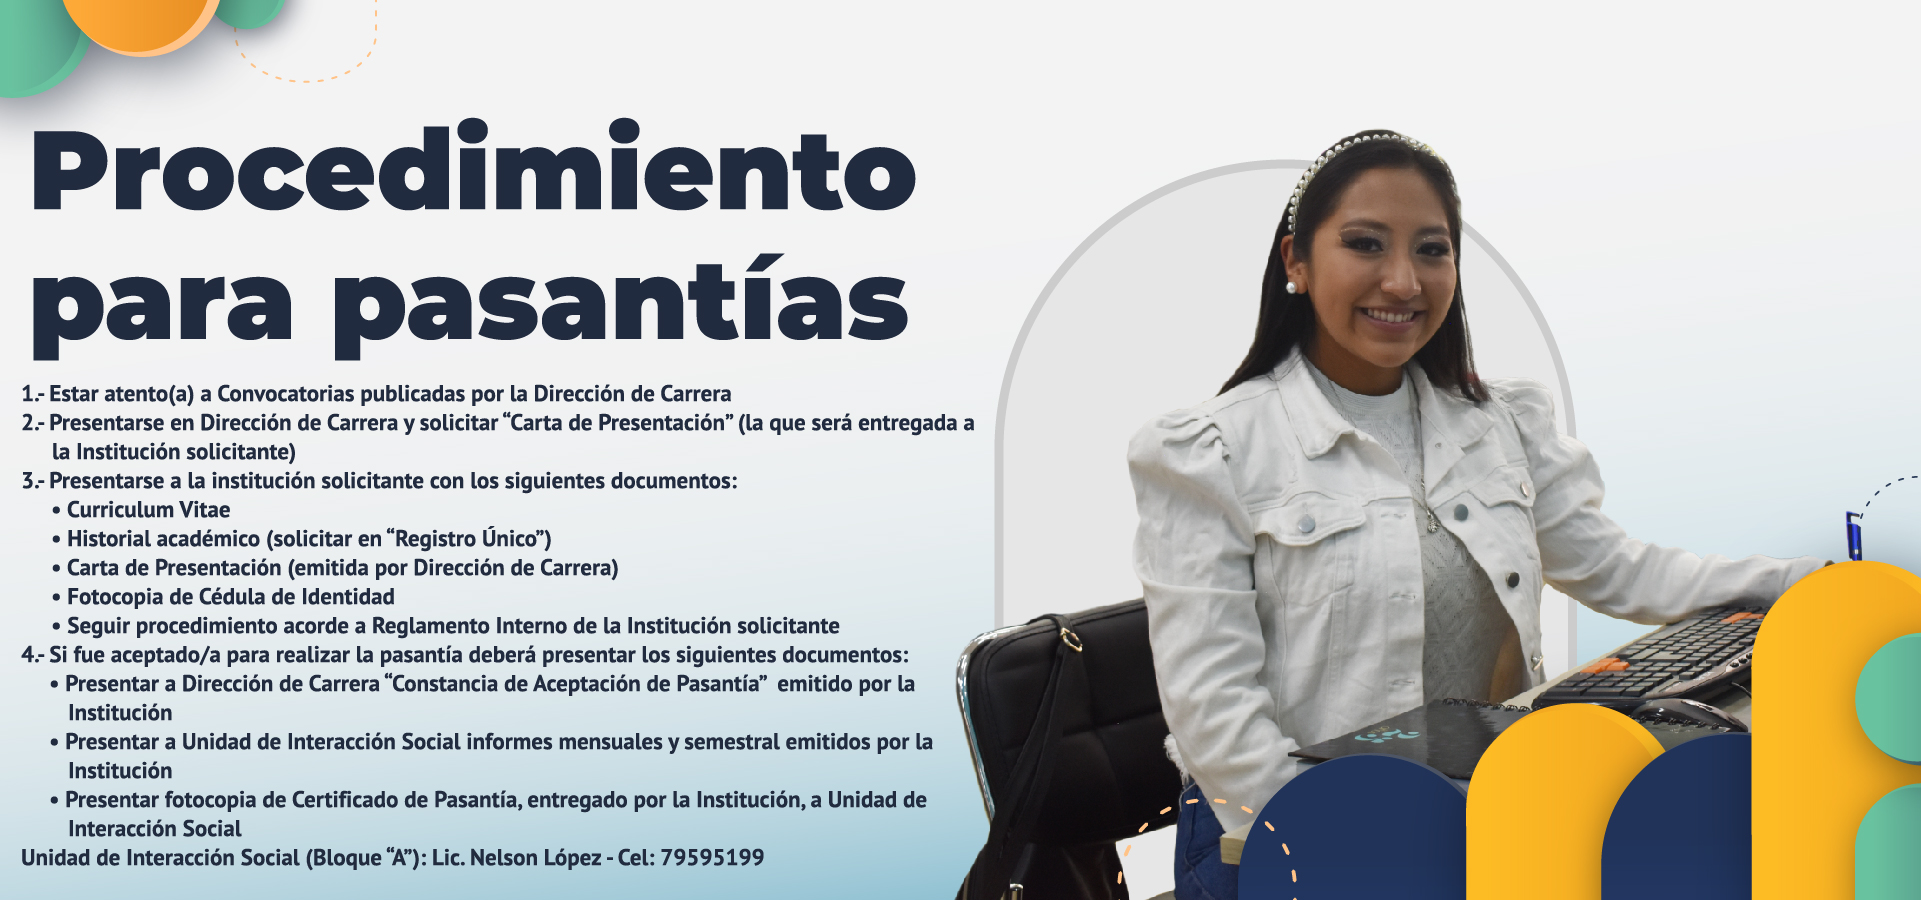 Procedimiento
para pasantías
1.- Estar atento(a) a Convocatorias publicadas por la Dirección de Carrera
2.- Presentarse en Dirección de Carrera y solicitar “Carta de Presentación” (la que será entregada a
la Institución solicitante)
3.- Presentarse a la institución solicitante con los siguientes documentos:
• Curriculum Vitae
• Historial académico (solicitar en “Registro Único”)
• Carta de Presentación (emitida por Dirección de Carrera)
• Fotocopia de Cédula de Identidad
• Seguir procedimiento acorde a Reglamento Interno de la Institución solicitante
4.- Si fue aceptado/a para realizar la pasantía deberá presentar los siguientes documentos:
• Presentar a Dirección de Carrera “Constancia de Aceptación de Pasantía”  emitido por la
Institución
• Presentar a Unidad de Interacción Social informes mensuales y semestral emitidos por la
Institución
• Presentar fotocopia de Certificado de Pasantía, entregado por la Institución, a Unidad de
Interacción Social
Unidad de Interacción Social (Bloque “A”): Lic. Nelson López - Cel: 79595199